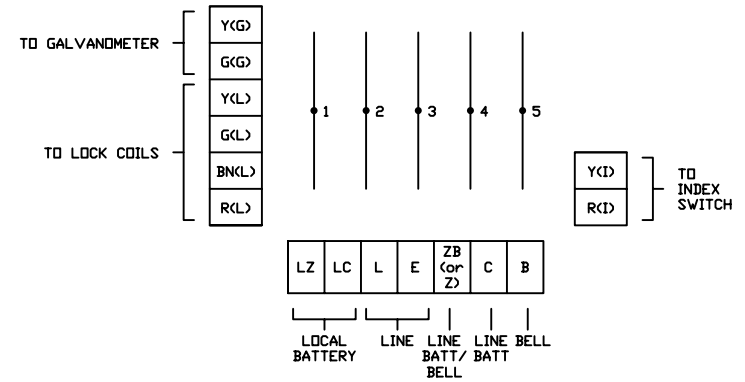 Y(G)
TO GALVANOMETER
G(G)
Y(L)
1 2 3 4 5
G(L)
TO LOCK COILS
BN(L)
R(L)
Y(I)
R(I)
TO
INDEX
SWITCH
LZ LC L E ZB (or Z) C B
LOCAL
BATTERY
LINE
LINE
BATT/
BELL
LINE
BATT
BELL